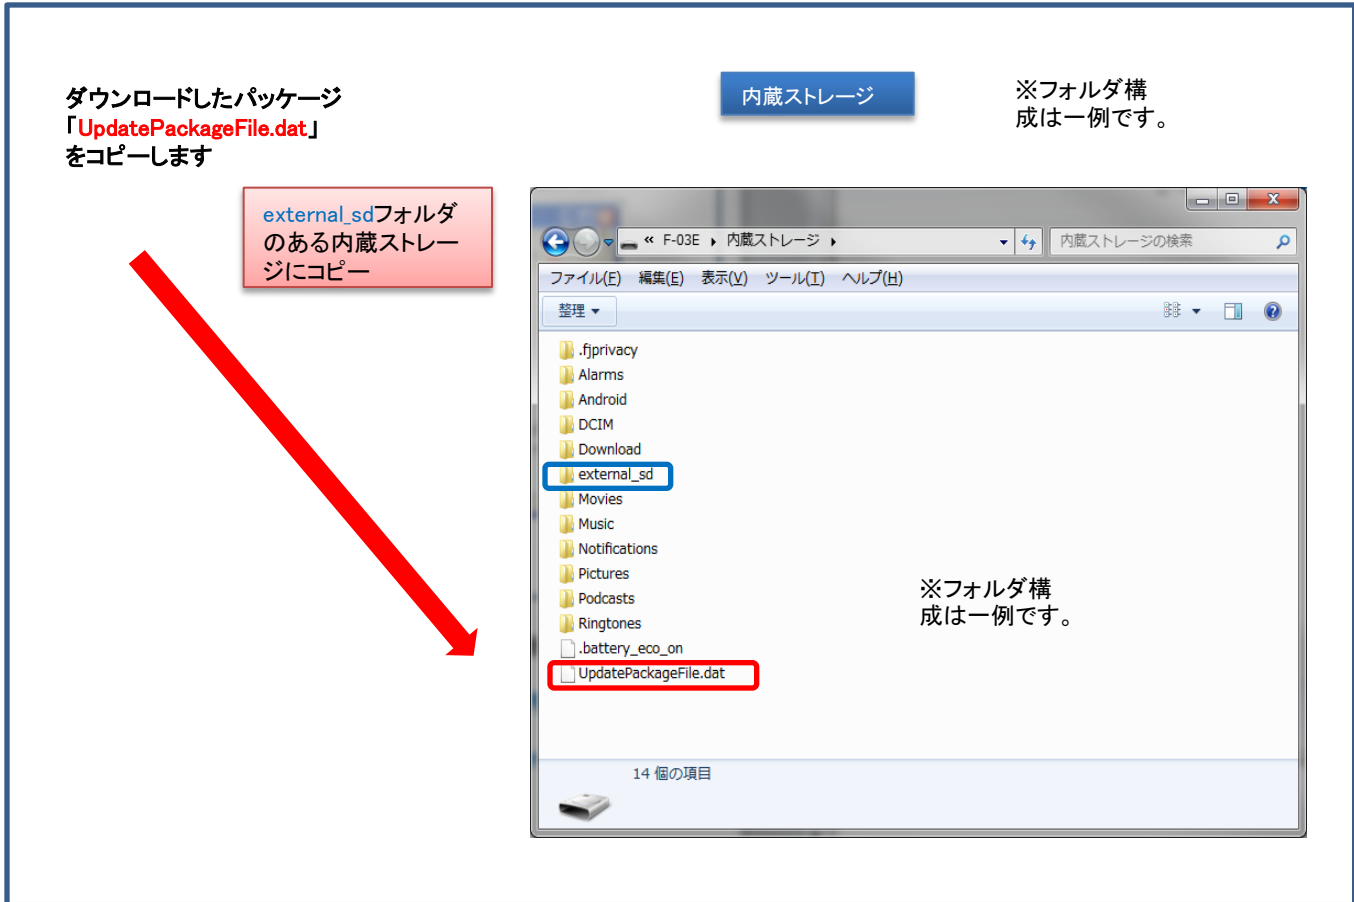 ダウンロードしたパッケージ
「UpdatePackageFile.dat」
をコピーします
内蔵ストレージ
※フォルダ構
成は一例です。
external_sdフォルダ
のある内蔵ストレー
ジにコピー
« F-03E ▸ 内蔵ストレージ ▸
内蔵ストレージの検索
ファイル(F) 編集(E) 表示(V) ツール(T) ヘルプ(H)
整理 ▼
.fjprivacy
Alarms
Android
DCIM
Download
external_sd
Movies
Music
Notifications
Pictures
Podcasts
Ringtones
.battery_eco_on
UpdatePackageFile.dat
※フォルダ構
成は一例です。
14 個の項目